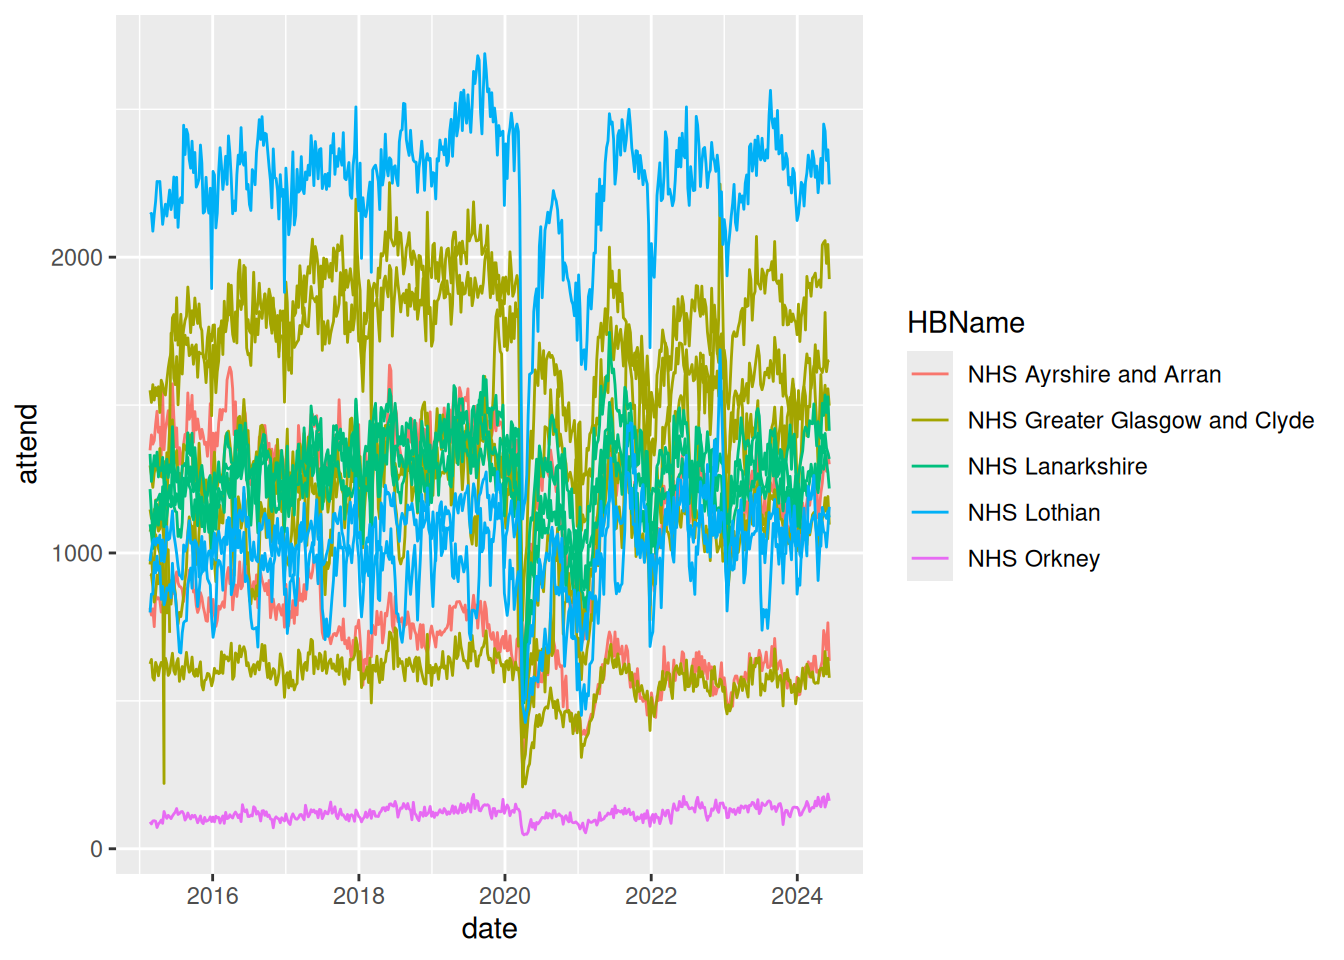 2000
1000
0
attend
2016 2018 2020 2022 2024
date
HBName
NHS Ayrshire and Arran
NHS Greater Glasgow and Clyde
NHS Lanarkshire
NHS Lothian
NHS Orkney